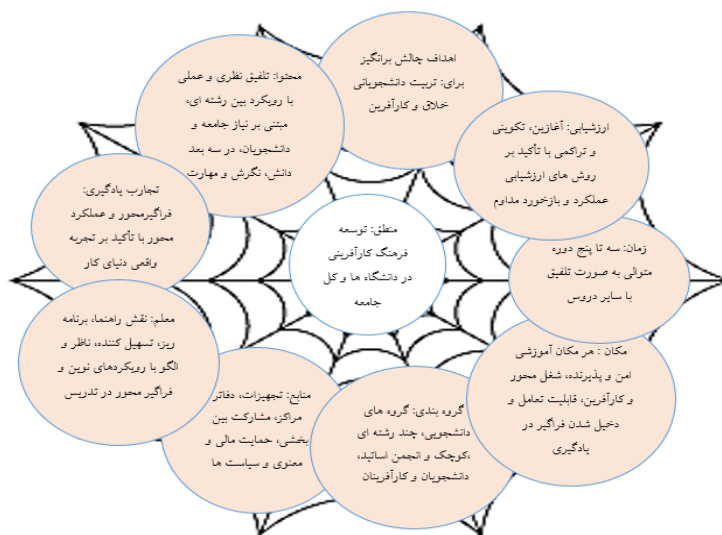 اهداف چالش برانگیز
برای: تربیت دانشجویانی
خلاق و کارآفرین
محتوا: تلفیق نظری و عملی
با رویکرد بین رشته ای،
مبتنی بر نیاز جامعه و
دانشجویان، در سه بعد
دانش، نگرش و مهارت
ارزشیابی: آغازین، تکوینی
و تراکمی با تأکید بر
روش های ارزشیابی
عملکرد و بازخورد مداوم
تجارب یادگیری:
فراگیرمحور و عملکرد
محور با تأکید بر تجربه
واقعی دنیای کار
منطق: توسعه
فرهنگ کارآفرینی
در دانشگاه ها و کل
جامعه
زمان: سه تا پنج دوره
متوالی به صورت تلفیق
با سایر دروس
معلم: نقش راهنما، برنامه
ریز، تسهیل کننده، ناظر و
الگو با رویکردهای نوین و
فراگیر محور در تدریس
مکان : هر مکان آموزشی
امن و پذیرنده، شغل محور
و کارآفرین، قابلیت تعامل و
دخیل شدن فراگیر در
یادگیری
منابع: تجهیزات، دفاتر
مراکز، مشارکت بین
بخشی، حمایت مالی و
معنوی و سیاست ها
گروه بندی: گروه های
دانشجویی، چند رشته ای
،کوچک و انجمن اساتید،
دانشجویان و کارآفرینان